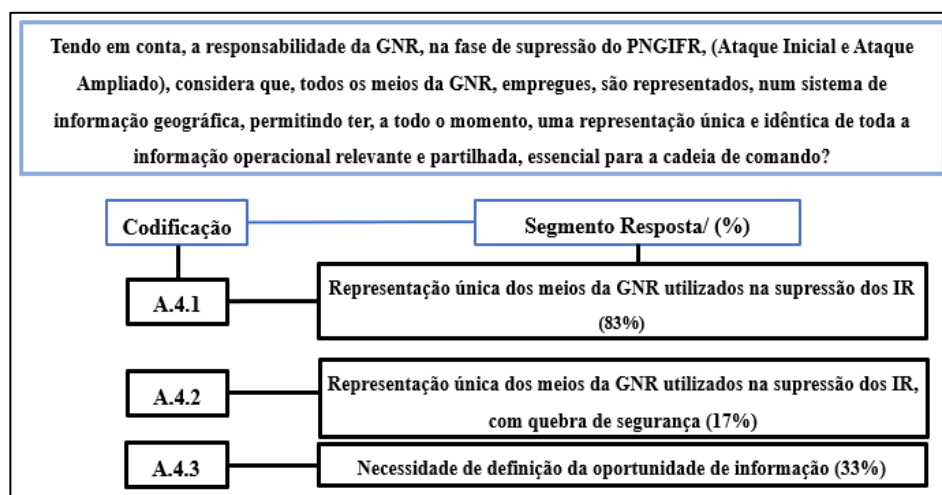 Tendo em conta, a responsabilidade da GNR, na fase de supressão do PNGIFR, (Ataque Inicial e Ataque
Ampliado), considera que, todos os meios da GNR, empregues, são representados, num sistema de
informação geográfica, permitindo ter, a todo o momento, uma representação única e idêntica de toda a
informação operacional relevante e partilhada, essencial para a cadeia de comando?
Codificação
Segmento Resposta/ (%)
A.4.1
Representação única dos meios da GNR utilizados na supressão dos IR
(83%)
A.4.2
Representação única dos meios da GNR utilizados na supressão dos IR,
com quebra de segurança (17%)
A.4.3
Necessidade de definição da oportunidade de informação (33%)